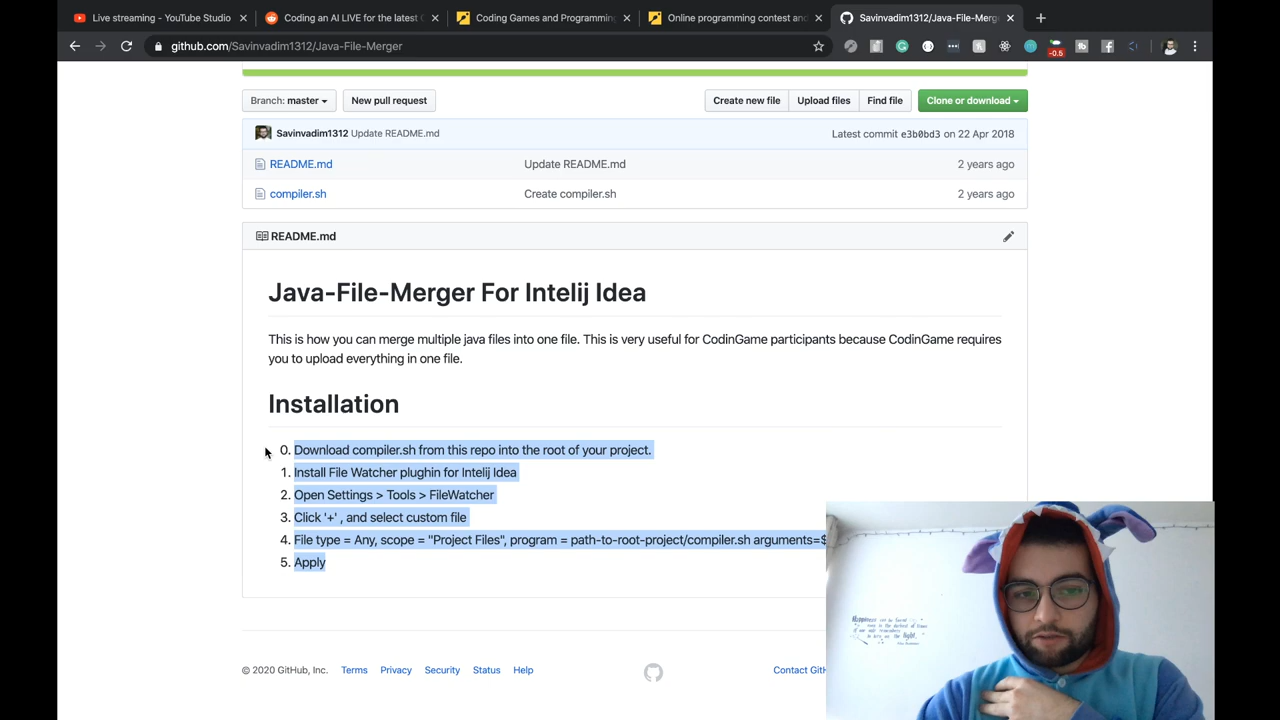 Live streaming - YouTube Studio
Coding an AI LIVE for the latest
Coding Games and Programming
Online programming contest and
Savinvadim1312/Java-File-Merg
github.com/Savinvadim1312/Java-File-Merger
-0.5
Branch: master
New pull request
Create new file
Upload files
Find file
Clone or download
Savinvadim1312 Update README.md
Latest commit e3b0bd3 on 22 Apr 2018
README.md
Update README.md
2 years ago
compiler.sh
Create compiler.sh
2 years ago
README.md
Java-File-Merger For Intelij Idea
This is how you can merge multiple java files into one file. This is very useful for CodinGame participants because CodinGame requires
you to upload everything in one file.
Installation
0. Download compiler.sh from this repo into the root of your project.
1. Install File Watcher plughin for Intelij Idea
2. Open Settings > Tools > FileWatcher
3. Click '+' , and select custom file
4. File type = Any, scope = "Project Files", program = path-to-root-project/compiler.sh arguments=$
5. Apply
© 2020 GitHub, Inc.
Terms
Privacy
Security
Status
Help
Contact GitH